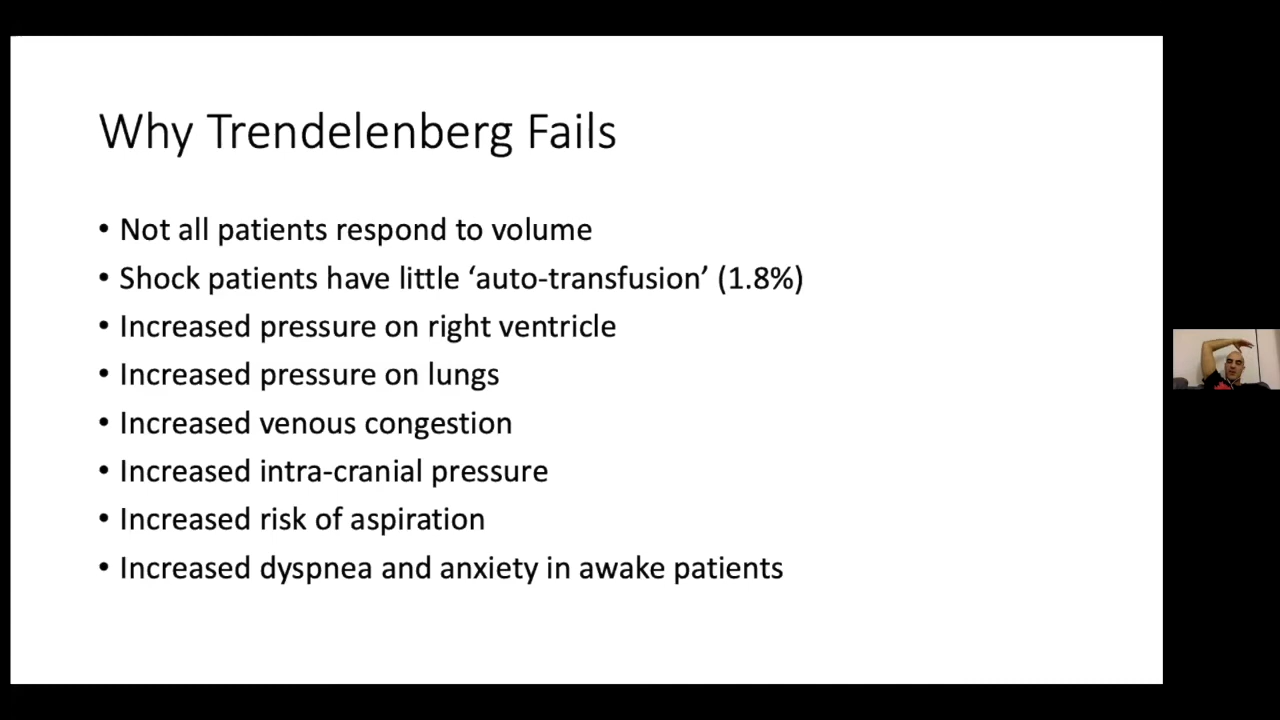 Why Trendelenberg Fails
• Not all patients respond to volume
• Shock patients have little ‘auto-transfusion’ (1.8%)
• Increased pressure on right ventricle
• Increased pressure on lungs
• Increased venous congestion
• Increased intra-cranial pressure
• Increased risk of aspiration
• Increased dyspnea and anxiety in awake patients